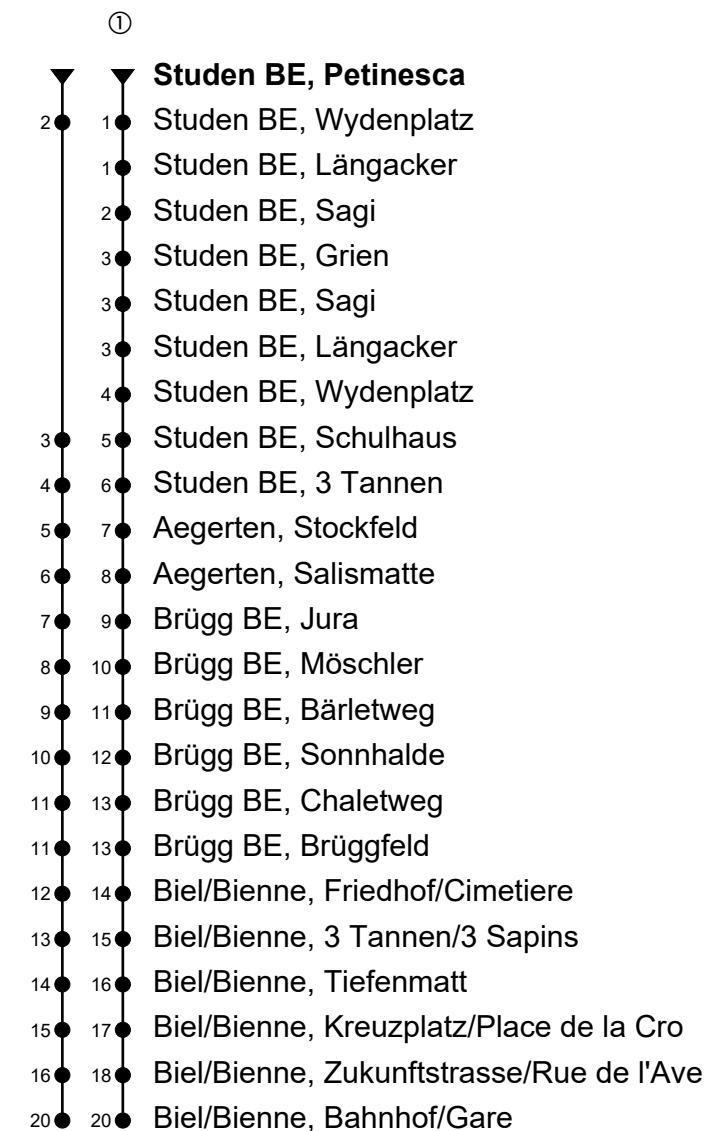 ①
Studen BE, Petinesca
2 1 Studen BE, Wydenplatz
1 Studen BE, Längacker
2 Studen BE, Sagi
3 Studen BE, Grien
3 Studen BE, Sagi
3 Studen BE, Längacker
4 Studen BE, Wydenplatz
3 5 Studen BE, Schulhaus
4 6 Studen BE, 3 Tannen
5 7 Aegerten, Stockfeld
6 8 Aegerten, Salismatte
7 9 Brügg BE, Jura
8 10 Brügg BE, Möschler
9 11 Brügg BE, Bärletweg
10 12 Brügg BE, Sonnhalde
11 13 Brügg BE, Chaletweg
11 13 Brügg BE, Brüggfeld
12 14 Biel/Bienne, Friedhof/Cimetiere
13 15 Biel/Bienne, 3 Tannen/3 Sapins
14 16 Biel/Bienne, Tiefenmatt
15 17 Biel/Bienne, Kreuzplatz/Place de la Cro
16 18 Biel/Bienne, Zukunftstrasse/Rue de l'Ave
20 20 Biel/Bienne, Bahnhof/Gare